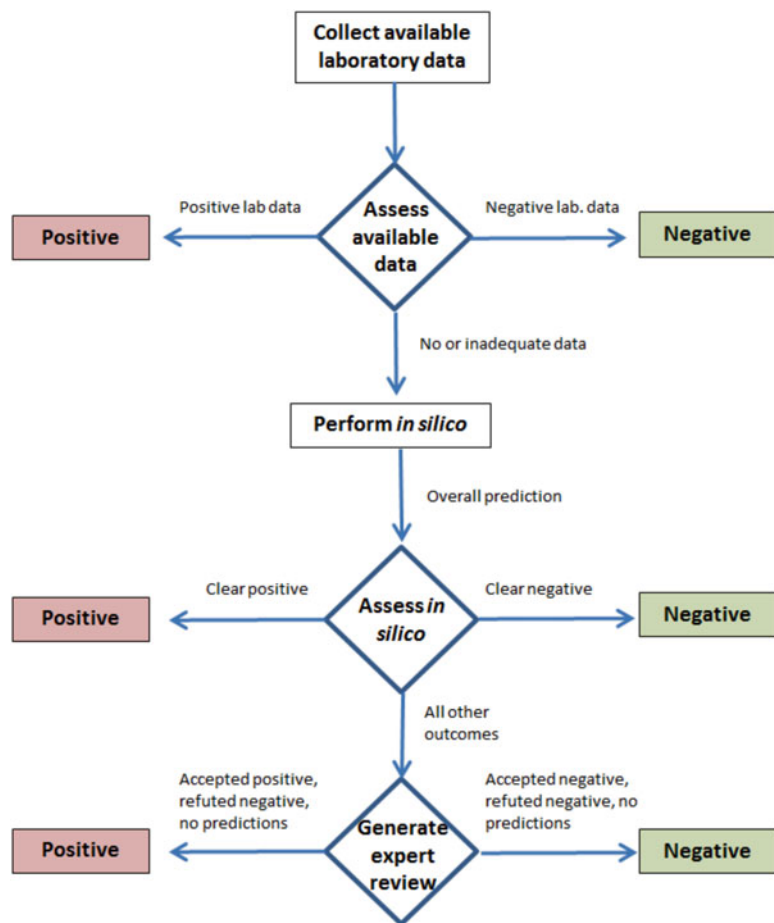 Collect available
laboratory data
Positive lab data
Negative lab. data
Positive
Assess
available
data
Negative
No or inadequate data
Perform in silico
Overall prediction
Clear positive
Clear negative
Positive
Assess in
silico
Negative
All other
outcomes
Accepted positive,
refuted negative,
no predictions
Accepted negative,
refuted negative, no
predictions
Positive
Generate
expert
review
Negative